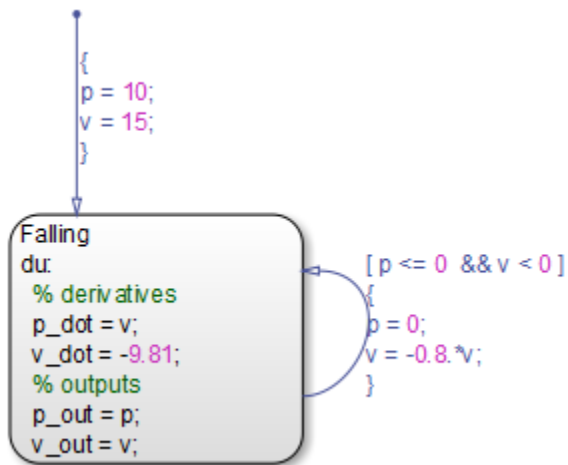 {
p = 10;
v = 15;
}
Falling
du:
% derivatives
p_dot = v;
v_dot = -9.81;
% outputs
p_out = p;
v_out = v;
[ p <= 0 && v < 0 ]
{
p = 0;
v = -0.8.*v;
}